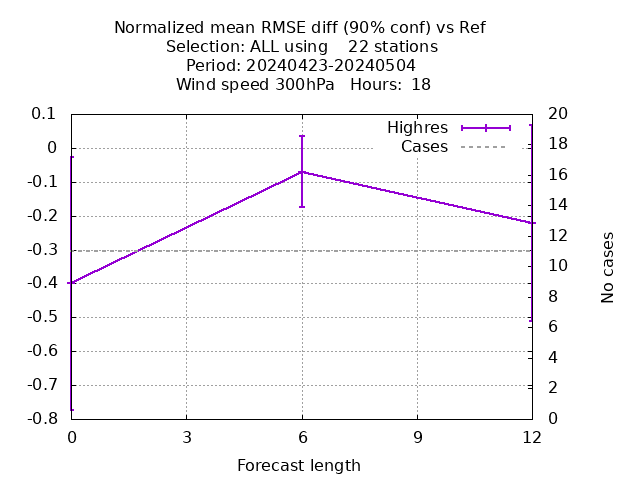 Normalized mean RMSE diff (90% conf) vs Ref
Selection: ALL using    22 stations
Period: 20240423-20240504
Wind speed 300hPa   Hours:  18
0.1
0
-0.1
-0.2
-0.3
-0.4
-0.5
-0.6
-0.7
-0.8
Highres
Cases
20
18
16
14
12
10
8
6
4
2
0
No cases
0 3 6 9 12
Forecast length